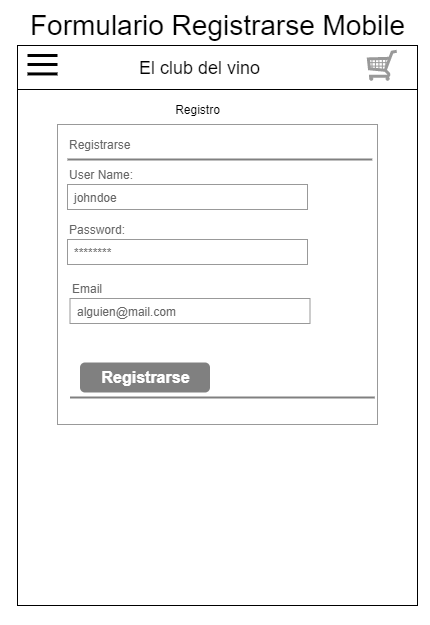 Formulario Registrarse Mobile
El club del vino
Registro
Registrarse
User Name:
johndoe
Password:
********
Email
alguien@mail.com
Registrarse